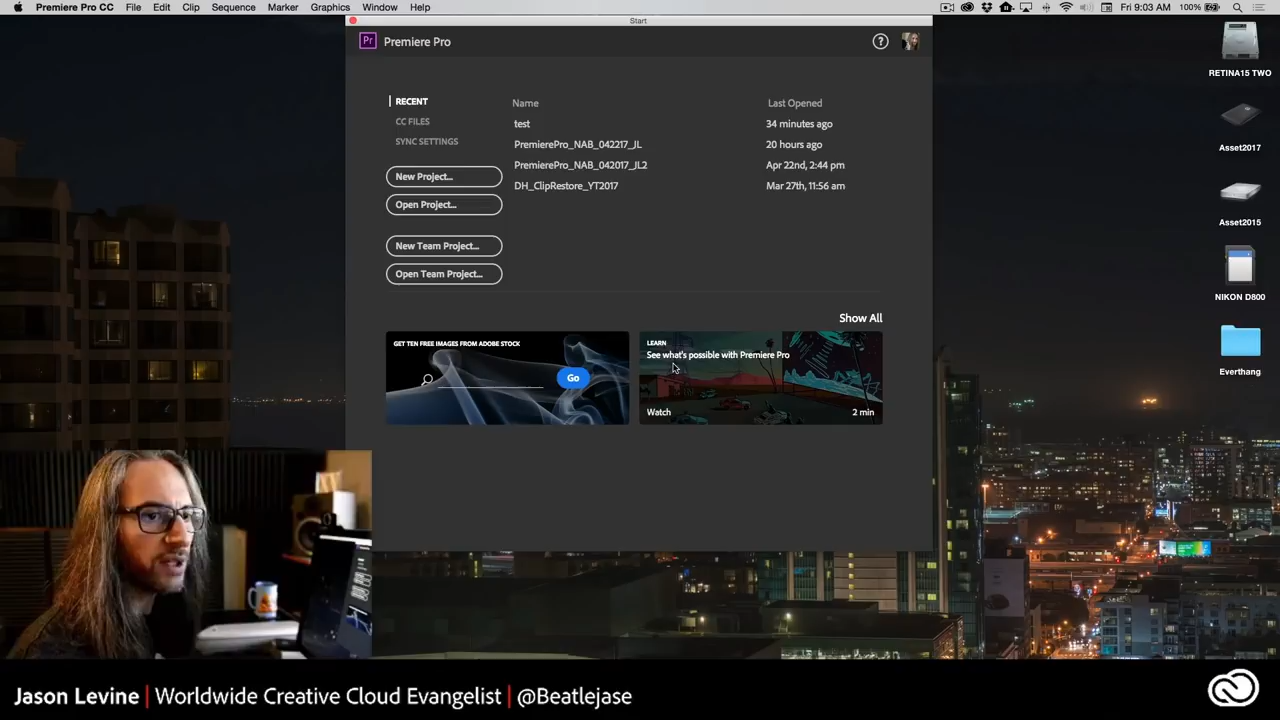 Premiere Pro CC File Edit Clip Sequence Marker Graphics Window Help Fri 9:03 AM 100%
Start
Pr Premiere Pro ?
RECENT
CC FILES
SYNC SETTINGS
New Project...
Open Project...
New Team Project...
Open Team Project...
Name Last Opened
test 34 minutes ago
PremierePro_NAB_042217_JL 20 hours ago
PremierePro_NAB_042017_JL2 Apr 22nd, 2:44 pm
DH_ClipRestore_YT2017 Mar 27th, 11:56 am
Show All
GET TEN FREE IMAGES FROM ADOBE STOCK
Go
LEARN
See what's possible with Premiere Pro
Watch 2 min
RETINA15 TWO
Asset2017
Asset2015
NIKON D800
Everthang
Jason Levine | Worldwide Creative Cloud Evangelist | @Beatlejase